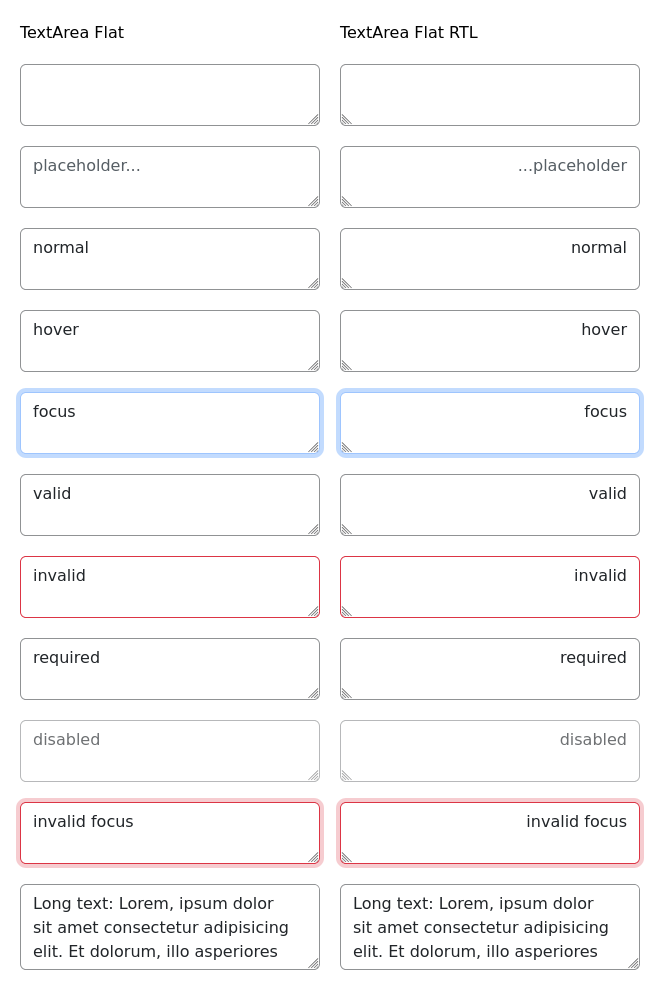 TextArea Flat
TextArea Flat RTL
placeholder...
...placeholder
normal
normal
hover
hover
focus
focus
valid
valid
invalid
invalid
required
required
disabled
disabled
invalid focus
invalid focus
Long text: Lorem, ipsum dolor
sit amet consectetur adipisicing
elit. Et dolorum, illo asperiores
Long text: Lorem, ipsum dolor
sit amet consectetur adipisicing
elit. Et dolorum, illo asperiores